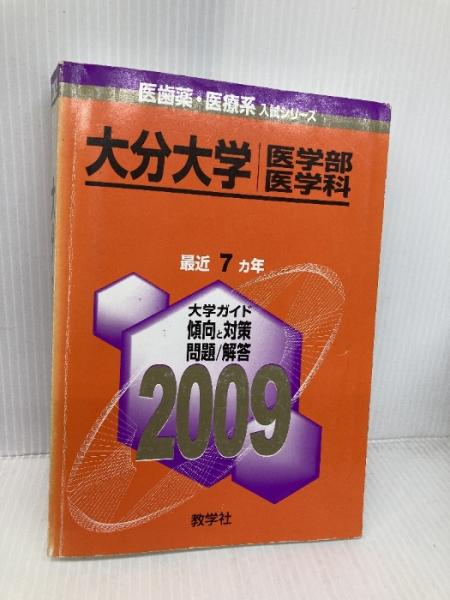 医歯薬・医療系入試シリーズ
大分大学
医学部
医学科
最近 7 カ年
大学ガイド
傾向と対策
問題/解答
2009
教学社